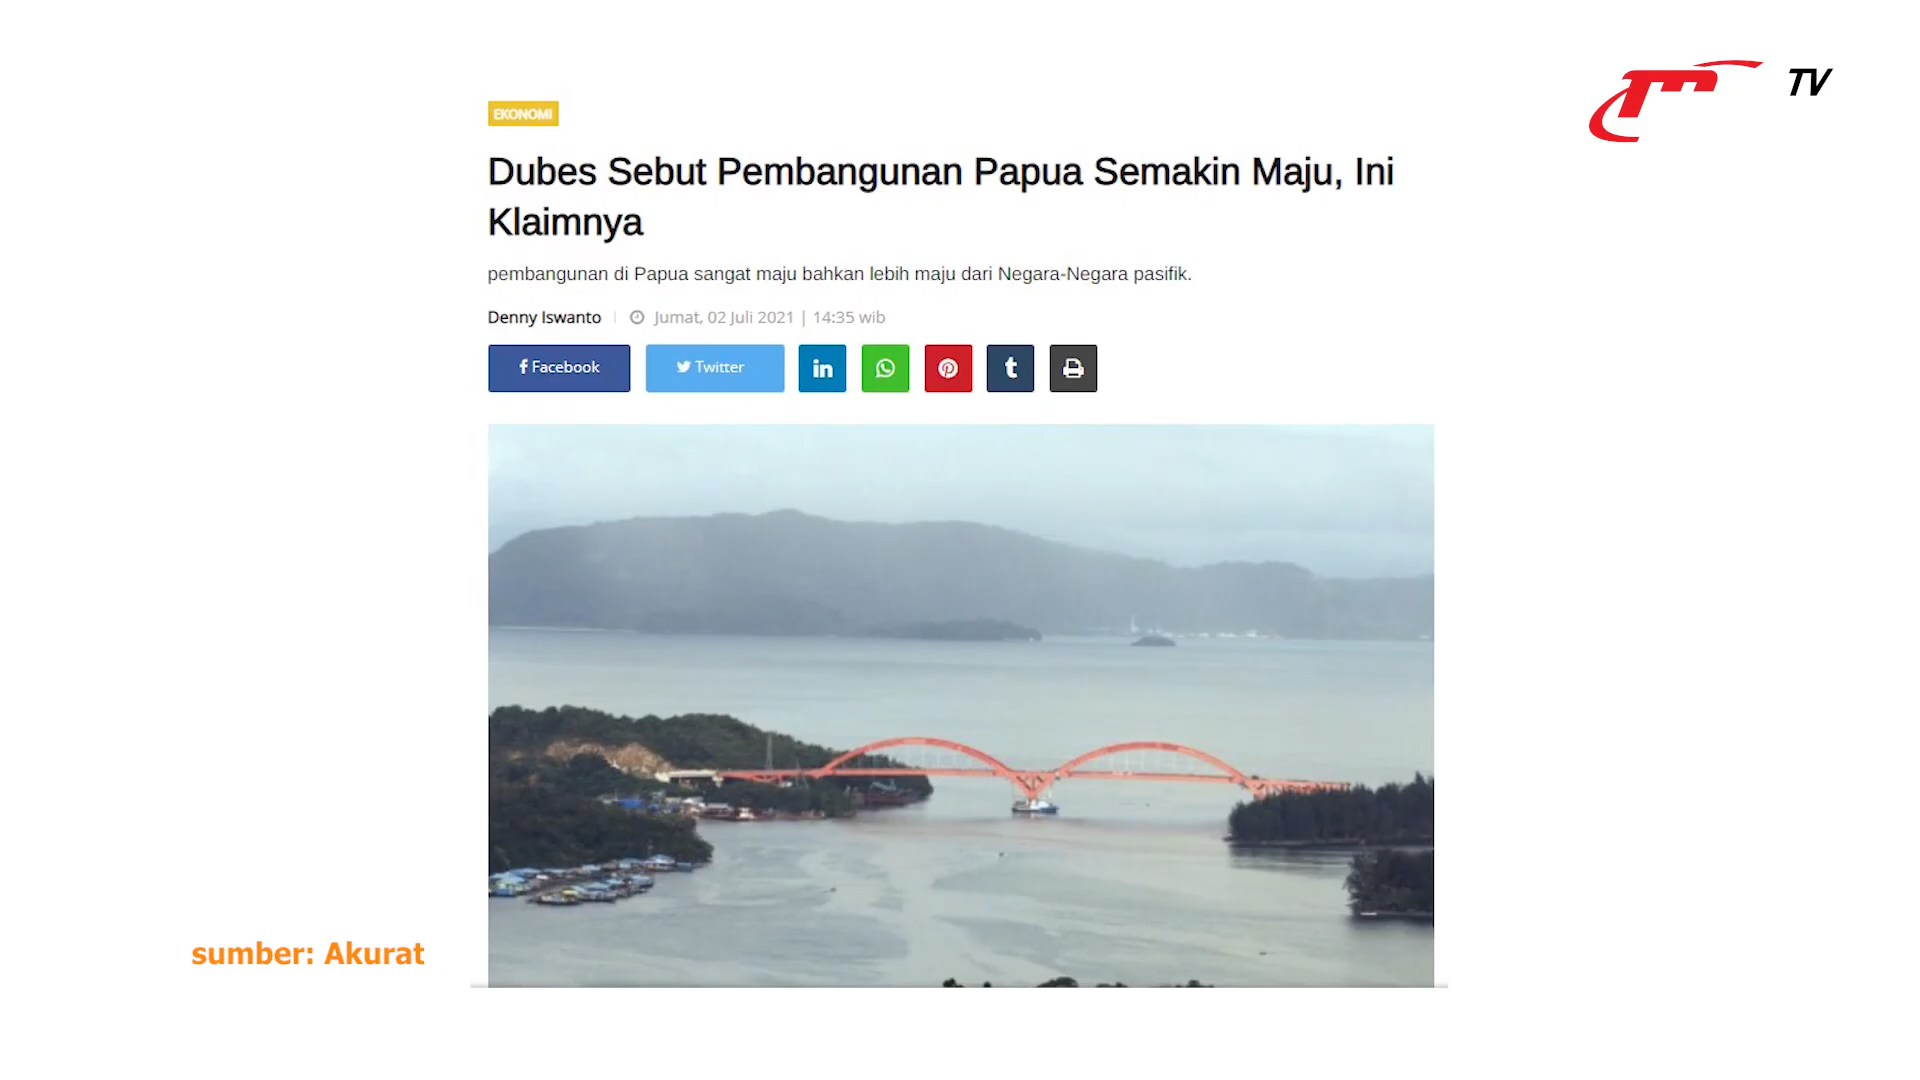 TV
EKONOMI
Dubes Sebut Pembangunan Papua Semakin Maju, Ini
Klaimnya
pembangunan di Papua sangat maju bahkan lebih maju dari Negara-Negara pasifik.
Denny Iswanto | Jumat, 02 Juli 2021 | 14:35 wib
Facebook Twitter in t
sumber: Akurat